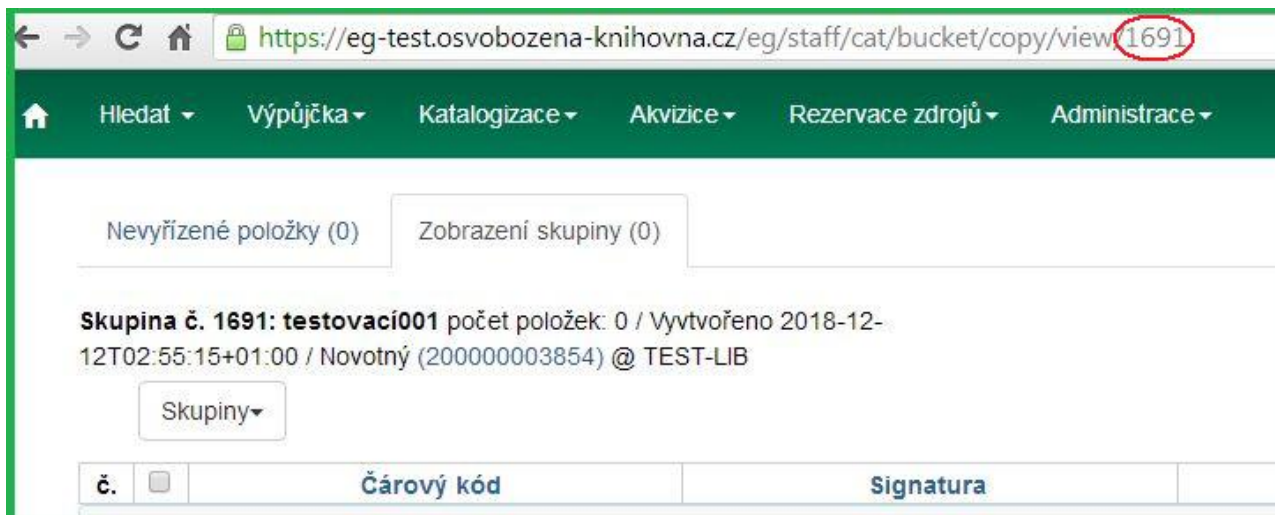 https://eg-test.osvobozena-knihovna.cz/eg/staff/cat/bucket/copy/view/1691
Hledat Výpůjčka Katalogizace Akvizice Rezervace zdrojů Administrace
Nevyřízené položky (0) Zobrazení skupiny (0)
Skupina č. 1691: testovací001 počet položek: 0 / Vyvtvořeno 2018-12-
12T02:55:15+01:00 / Novotný (200000003854) @ TEST-LIB
Skupiny
č. Čárový kód Signatura